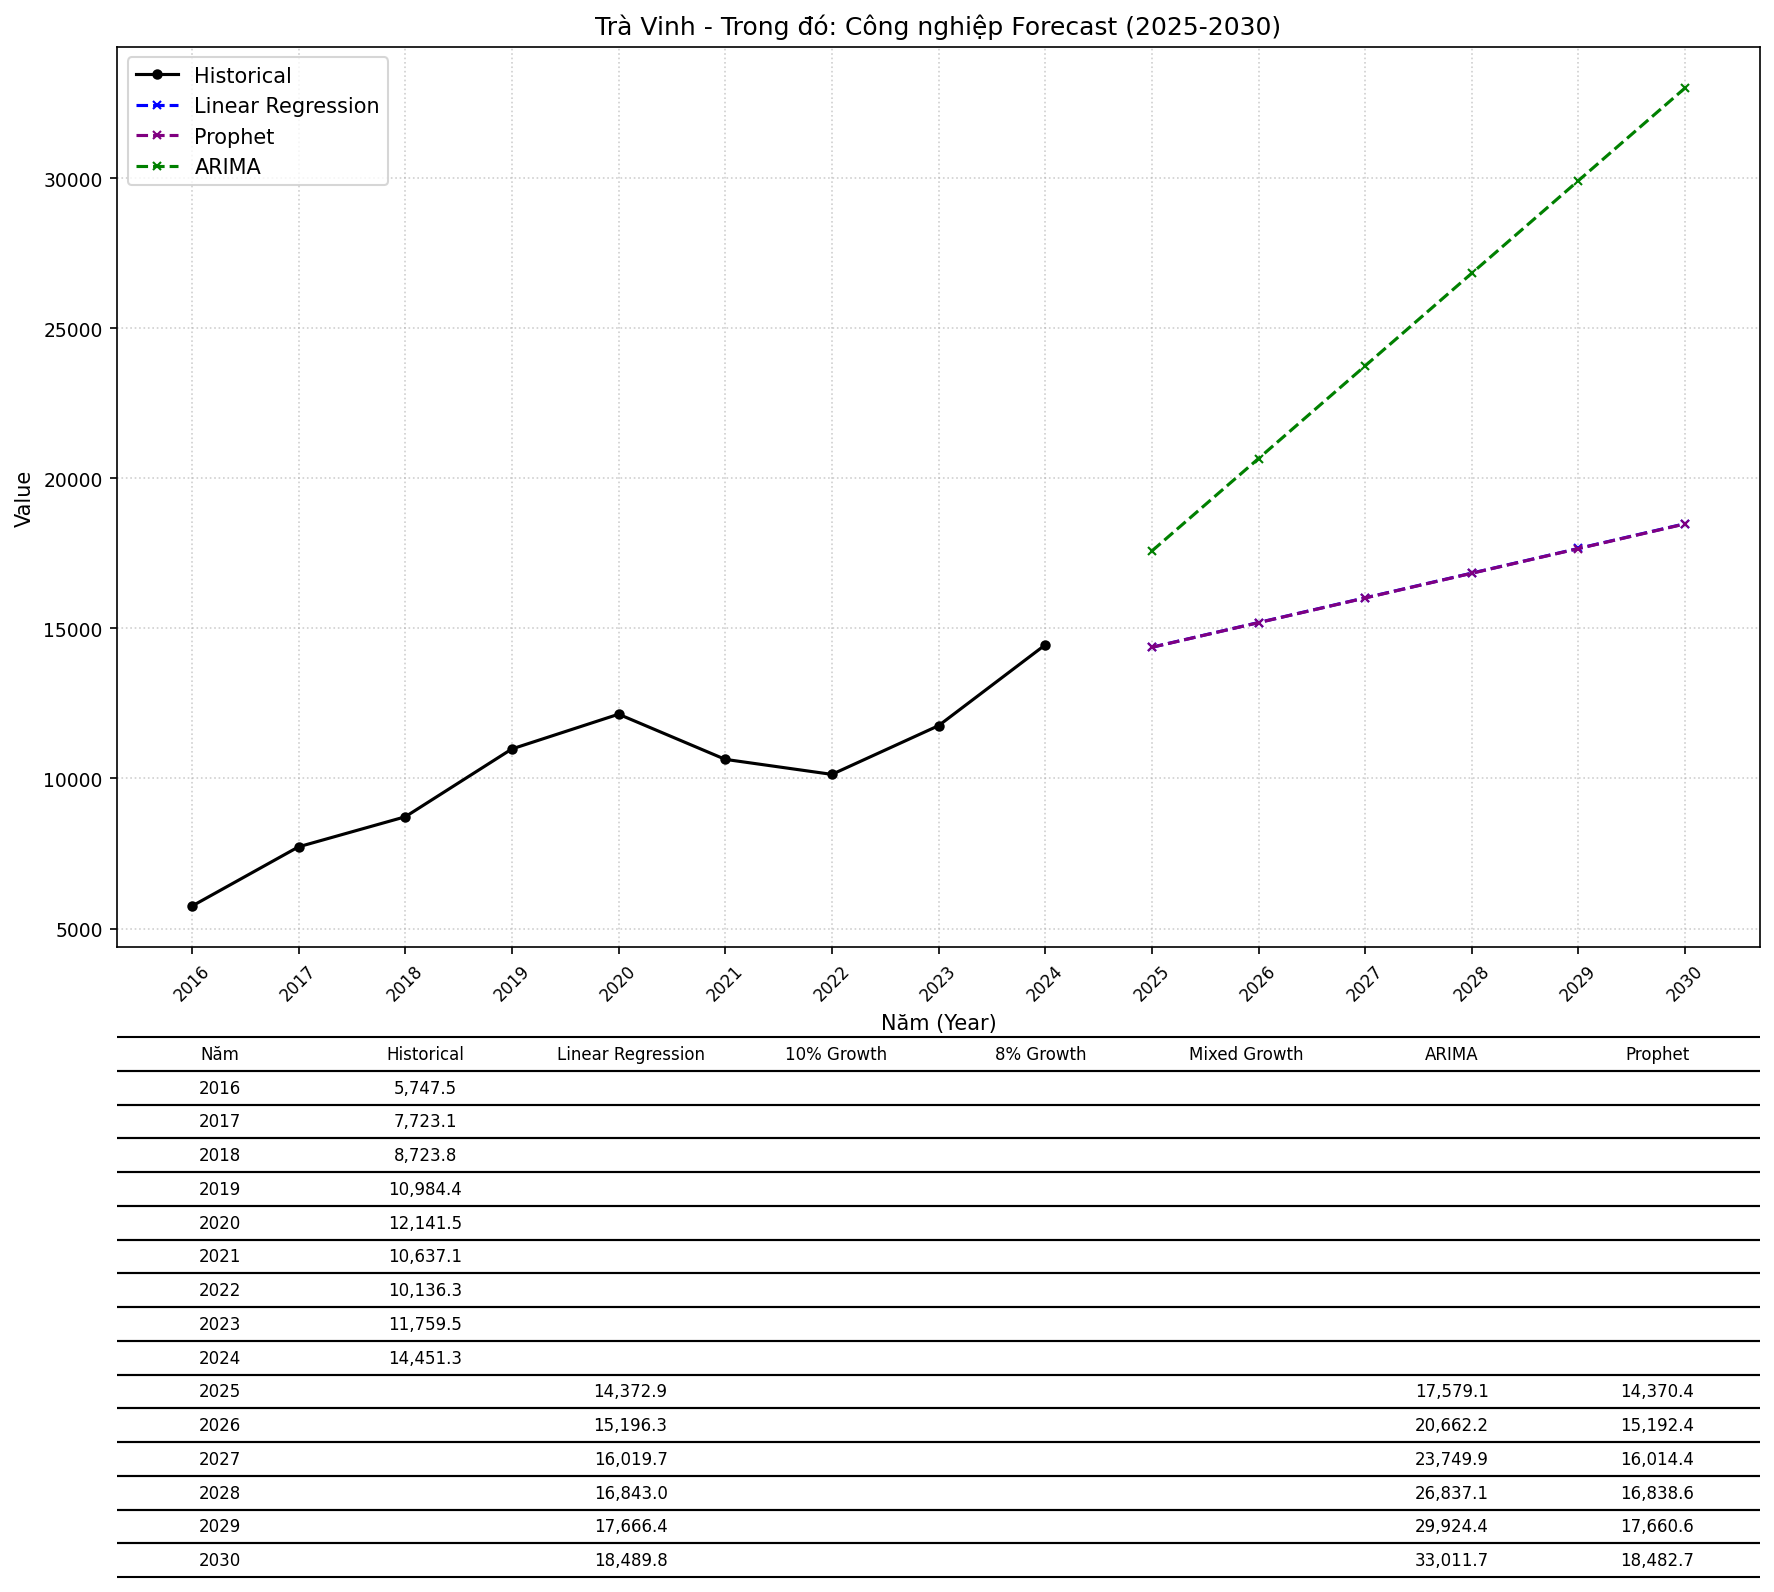 Trà Vinh - Trong đó: Công nghiệp Forecast (2025-2030)
Historical
Linear Regression
Prophet
ARIMA
Value
30000
25000
20000
15000
10000
5000
2016 2017 2018 2019 2020 2021 2022 2023 2024 2025 2026 2027 2028 2029 2030
Năm (Year)
Năm Historical Linear Regression 10% Growth 8% Growth Mixed Growth ARIMA Prophet
2016 5,747.5
2017 7,723.1
2018 8,723.8
2019 10,984.4
2020 12,141.5
2021 10,637.1
2022 10,136.3
2023 11,759.5
2024 14,451.3
2025 14,372.9 17,579.1 14,370.4
2026 15,196.3 20,662.2 15,192.4
2027 16,019.7 23,749.9 16,014.4
2028 16,843.0 26,837.1 16,838.6
2029 17,666.4 29,924.4 17,660.6
2030 18,489.8 33,011.7 18,482.7